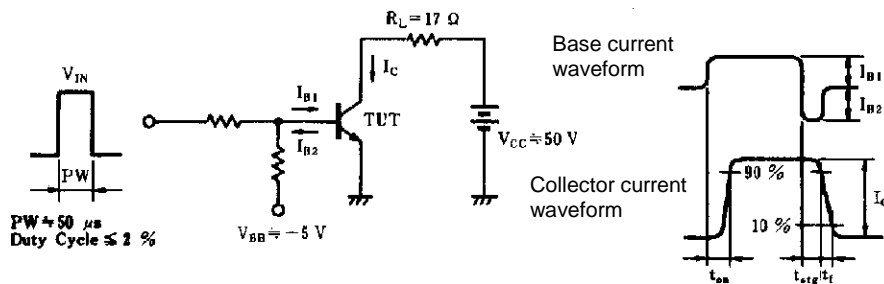 R_L=17 Ω
I_C
V_IN
I_B1
TUT
I_B2
V_CC≒50 V
PW
PW≒50 μs
Duty Cycle≦2 %
V_BB≒−5 V
Base current
waveform
I_B1
I_B2
Collector current
waveform
90 %
10 %
I_C
t_on
t_stg
t_f